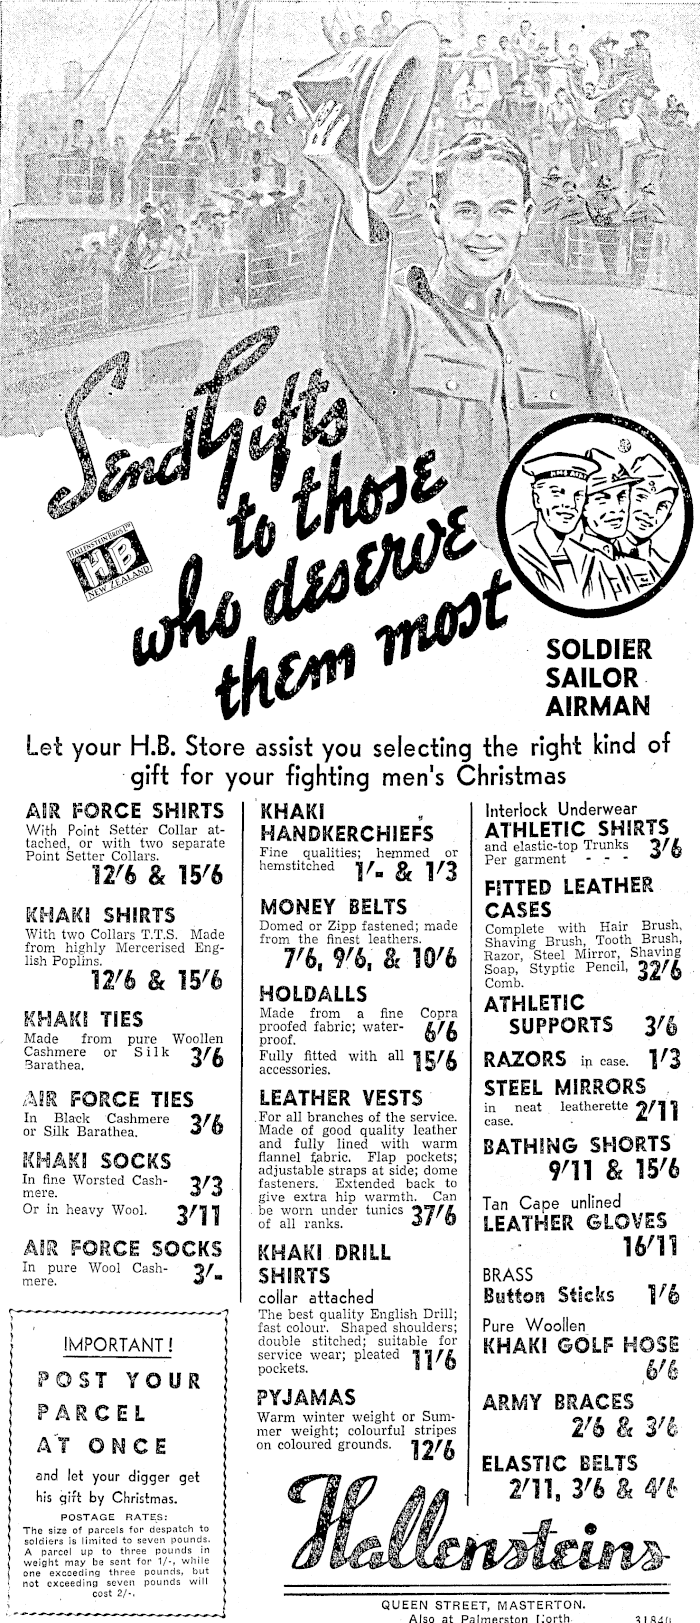 Send Gifts
to those
who deserve
them most
HALLENSTEIN BROS LTD
HB
NEW ZEALAND
SOLDIER
SAILOR
AIRMAN
Let your H.B. Store assist you selecting the right kind of
gift for your fighting men's Christmas
AIR FORCE SHIRTS
With Point Setter Collar at-
tached, or with two separate
Point Setter Collars.
12/6 & 15/6
KHAKI SHIRTS
With two Collars T.T.S. Made
from highly Mercerised Eng-
lish Poplins.
12/6 & 15/6
KHAKI TIES
Made from pure Woollen
Cashmere or Silk
Barathea. 3/6
AIR FORCE TIES
In Black Cashmere
or Silk Barathea. 3/6
KHAKI SOCKS
In fine Worsted Cash-
mere. 3/3
Or in heavy Wool. 3/11
AIR FORCE SOCKS
In pure Wool Cash-
mere. 3/-
IMPORTANT!
POST YOUR
PARCEL
AT ONCE
and let your digger get
his gift by Christmas.
POSTAGE RATES:
The size of parcels for despatch to
soldiers is limited to seven pounds.
A parcel up to three pounds in
weight may be sent for 1/-, while
one exceeding three pounds, but
not exceeding seven pounds will
cost 2/-.
KHAKI
HANDKERCHIEFS
Fine qualities; hemmed or
hemstitched 1/- & 1/3
MONEY BELTS
Domed or Zipp fastened; made
from the finest leathers.
7/6, 9/6, & 10/6
HOLDALLS
Made from a fine Copra
proofed fabric; water-
proof. 6/6
Fully fitted with all
accessories. 15/6
LEATHER VESTS
For all branches of the service.
Made of good quality leather
and fully lined with warm
flannel fabric. Flap pockets;
adjustable straps at side; dome
fasteners. Extended back to
give extra hip warmth. Can
be worn under tunics
of all ranks. 37/6
KHAKI DRILL
SHIRTS
collar attached
The best quality English Drill;
fast colour. Shaped shoulders;
double stitched; suitable for
service wear; pleated
pockets. 11/6
PYJAMAS
Warm winter weight or Sum-
mer weight; colourful stripes
on coloured grounds. 12/6
Interlock Underwear
ATHLETIC SHIRTS
and elastic-top Trunks
Per garment - - - 3/6
FITTED LEATHER
CASES
Complete with Hair Brush,
Shaving Brush, Tooth Brush,
Razor, Steel Mirror, Shaving
Soap, Styptic Pencil,
Comb. 32/6
ATHLETIC
SUPPORTS 3/6
RAZORS in case. 1/3
STEEL MIRRORS
in neat leatherette
case. 2/11
BATHING SHORTS
9/11 & 15/6
Tan Cape unlined
LEATHER GLOVES
16/11
BRASS
Button Sticks 1/6
Pure Woollen
KHAKI GOLF HOSE
6/6
ARMY BRACES
2/6 & 3/6
ELASTIC BELTS
2/11, 3/6 & 4/6
Hallensteins
QUEEN STREET, MASTERTON.
Also at Palmerston North
31840